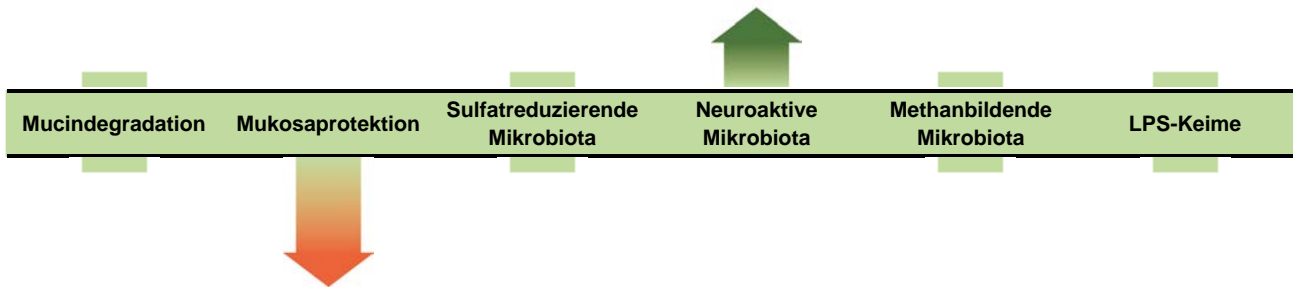 Mucindegradation
Mukosaprotektion
Sulfatreduzierende
Mikrobiota
Neuroaktive
Mikrobiota
Methanbildende
Mikrobiota
LPS-Keime